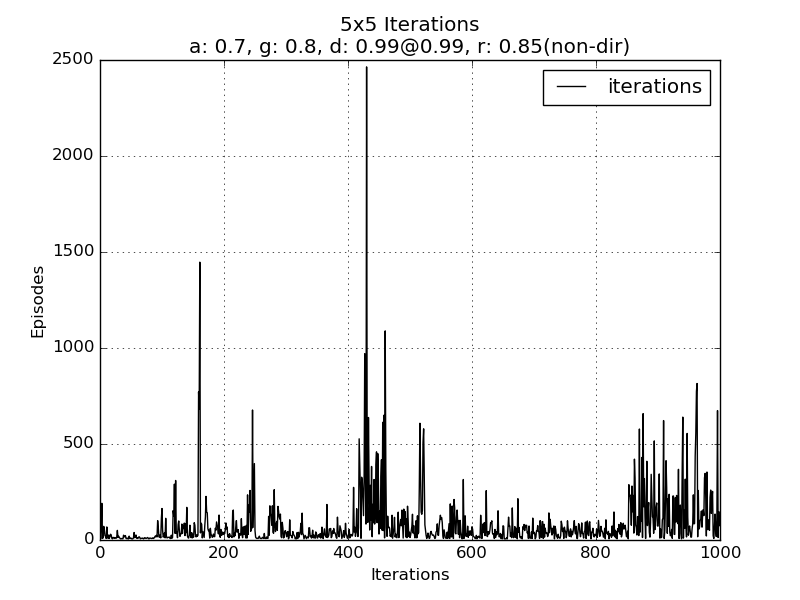 5x5 Iterations
a: 0.7, g: 0.8, d: 0.99@0.99, r: 0.85(non-dir)
iterations
2500
2000
1500
1000
500
0
Episodes
0 200 400 600 800 1000
Iterations